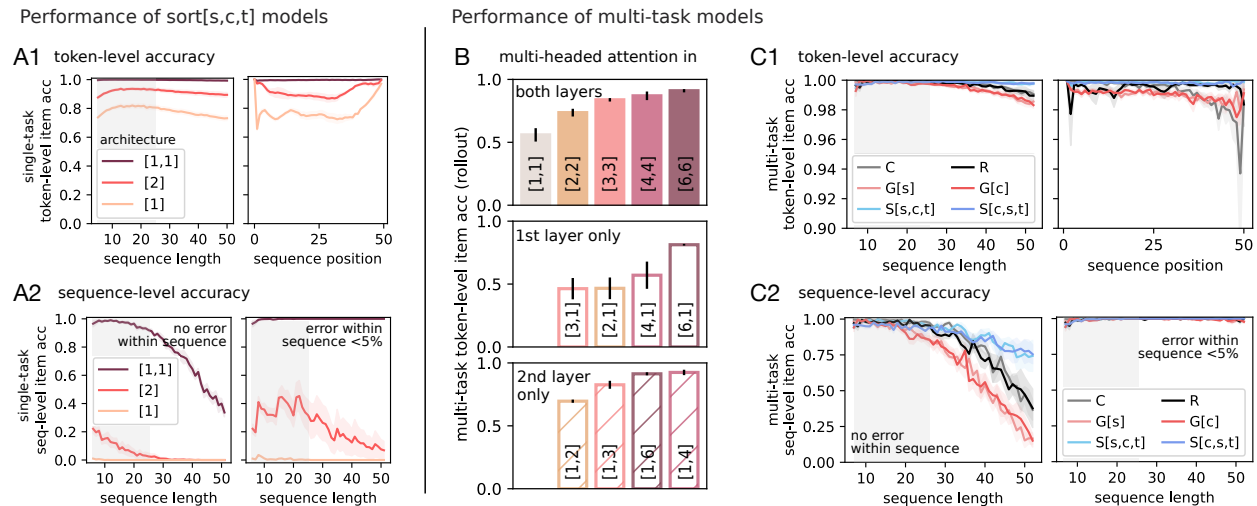 Performance of sort[s,c,t] models
Performance of multi-task models
A1
token-level accuracy
single-task
token-level item acc
1.0
0.8
0.6
0.4
0.2
0.0
architecture
[1,1]
[2]
[1]
10 20 30 40 50
sequence length
0 25 50
sequence position
A2
sequence-level accuracy
single-task
seq-level item acc
1.0
0.8
0.6
0.4
0.2
0.0
no error
within sequence
[1,1]
[2]
[1]
10 20 30 40 50
sequence length
error within
sequence <5%
10 20 30 40 50
sequence length
B
multi-headed attention in
multi-task token-level item acc (rollout)
1.0
0.5
0.0
both layers
[1,1]
[2,2]
[3,3]
[4,4]
[6,6]
1.0
0.5
0.0
1st layer only
[3,1]
[2,1]
[4,1]
[6,1]
1.0
0.5
0.0
2nd layer
only
[1,2]
[1,3]
[1,6]
[1,4]
C1
token-level accuracy
multi-task
token-level item acc
1.00
0.98
0.96
0.94
0.92
0.90
C
R
G[s]
G[c]
S[s,c,t]
S[c,s,t]
10 20 30 40 50
sequence length
0 25 50
sequence position
C2
sequence-level accuracy
multi-task
seq-level item acc
1.00
0.75
0.50
0.25
0.00
no error
within sequence
10 20 30 40 50
sequence length
error within
sequence <5%
C
R
G[s]
G[c]
S[s,c,t]
S[c,s,t]
10 20 30 40 50
sequence length